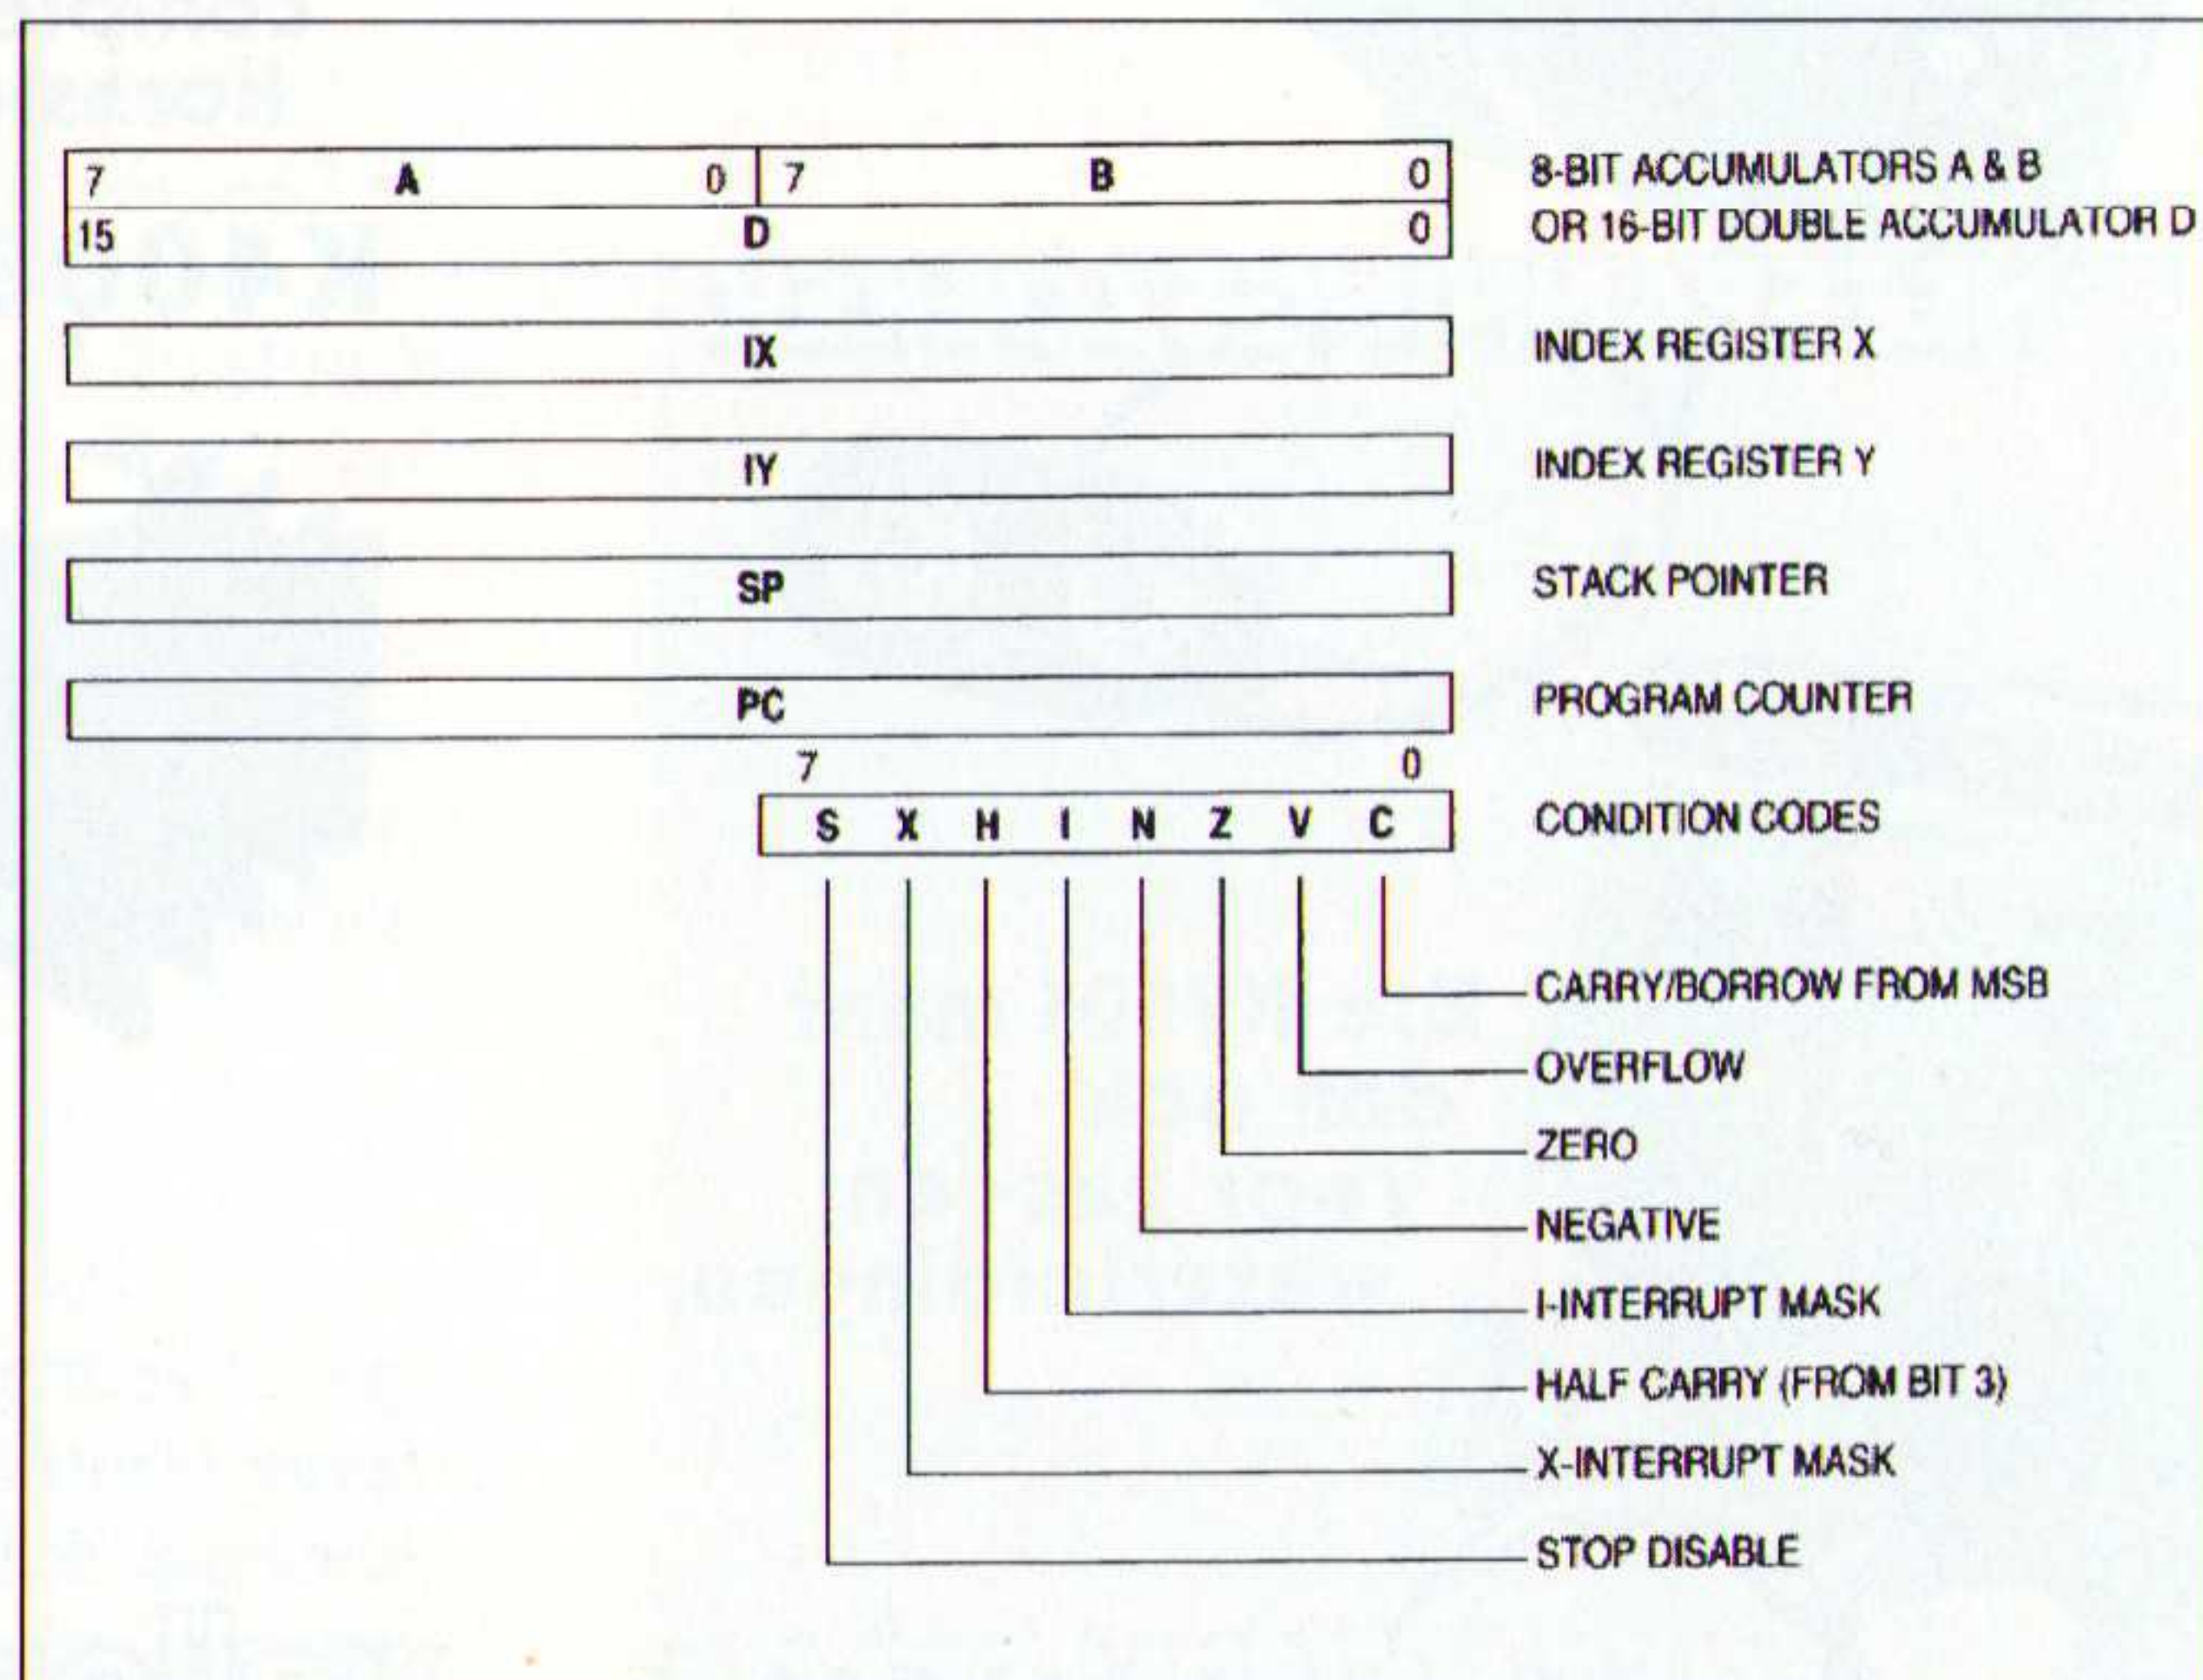 7 A 0 7 B 0 8-BIT ACCUMULATORS A & B
15 D 0 OR 16-BIT DOUBLE ACCUMULATOR D
IX INDEX REGISTER X
IY INDEX REGISTER Y
SP STACK POINTER
PC PROGRAM COUNTER
7 0
S X H I N Z V C CONDITION CODES
CARRY/BORROW FROM MSB
OVERFLOW
ZERO
NEGATIVE
I-INTERRUPT MASK
HALF CARRY (FROM BIT 3)
X-INTERRUPT MASK
STOP DISABLE